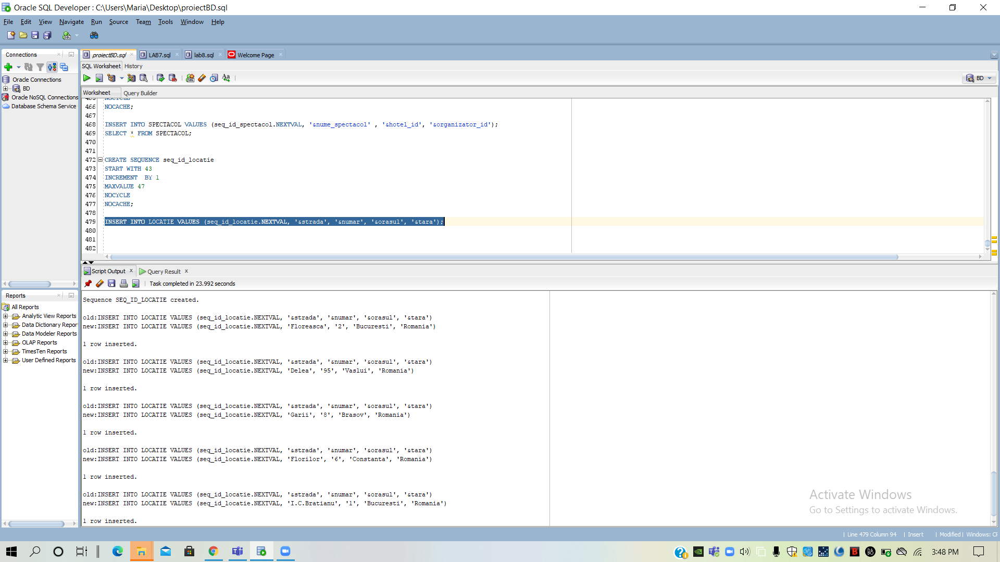 Oracle SQL Developer : C:\Users\Maria\Desktop\proiectBD.sql
File Edit View Navigate Run Source Team Tools Window Help
Connections
proiectBD.sql LAB7.sql lab8.sql Welcome Page
SQL Worksheet History
Oracle Connections
BD
Oracle NoSQL Connections
Database Schema Service
BD
Worksheet Query Builder
466 NOCACHE;
467
468 INSERT INTO SPECTACOL VALUES (seq_id_spectacol.NEXTVAL, '&nume_spectacol' , '&hotel_id', '&organizator_id');
469 SELECT * FROM SPECTACOL;
470
471
472 CREATE SEQUENCE seq_id_locatie
473 START WITH 43
474 INCREMENT  BY 1
475 MAXVALUE 47
476 NOCYCLE
477 NOCACHE;
478
479 INSERT INTO LOCATIE VALUES (seq_id_locatie.NEXTVAL, '&strada', '&numar', '&orasul', '&tara');
480
481
482
Script Output Query Result
Task completed in 23.992 seconds
Reports
All Reports
Analytic View Reports
Data Dictionary Repor
Data Modeler Reports
OLAP Reports
TimesTen Reports
User Defined Reports
Sequence SEQ_ID_LOCATIE created.
old:INSERT INTO LOCATIE VALUES (seq_id_locatie.NEXTVAL, '&strada', '&numar', '&orasul', '&tara')
new:INSERT INTO LOCATIE VALUES (seq_id_locatie.NEXTVAL, 'Floreasca', '2', 'Bucuresti', 'Romania')
1 row inserted.
old:INSERT INTO LOCATIE VALUES (seq_id_locatie.NEXTVAL, '&strada', '&numar', '&orasul', '&tara')
new:INSERT INTO LOCATIE VALUES (seq_id_locatie.NEXTVAL, 'Delea', '95', 'Vaslui', 'Romania')
1 row inserted.
old:INSERT INTO LOCATIE VALUES (seq_id_locatie.NEXTVAL, '&strada', '&numar', '&orasul', '&tara')
new:INSERT INTO LOCATIE VALUES (seq_id_locatie.NEXTVAL, 'Garii', '8', 'Brasov', 'Romania')
1 row inserted.
old:INSERT INTO LOCATIE VALUES (seq_id_locatie.NEXTVAL, '&strada', '&numar', '&orasul', '&tara')
new:INSERT INTO LOCATIE VALUES (seq_id_locatie.NEXTVAL, 'Florilor', '6', 'Constanta', 'Romania')
1 row inserted.
old:INSERT INTO LOCATIE VALUES (seq_id_locatie.NEXTVAL, '&strada', '&numar', '&orasul', '&tara')
new:INSERT INTO LOCATIE VALUES (seq_id_locatie.NEXTVAL, 'I.C.Bratianu', '1', 'Bucuresti', 'Romania')
1 row inserted.
Activate Windows
Go to Settings to activate Windows.
Line 479 Column 94 | Insert | Modified | Windows: CF
3:48 PM